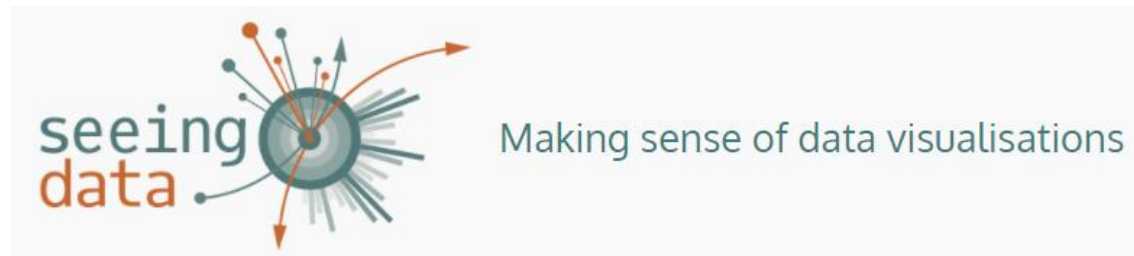 seeing
data
Making sense of data visualisations